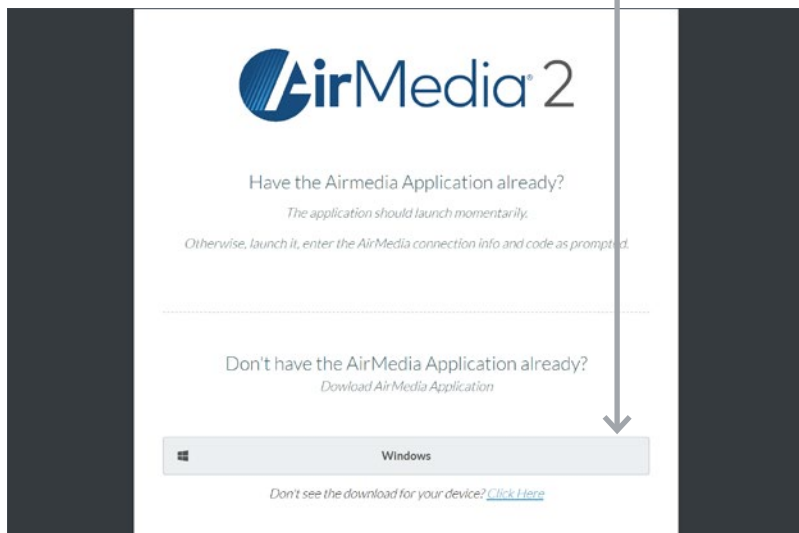 AirMedia® 2
Have the Airmedia Application already?
The application should launch momentarily.
Otherwise, launch it, enter the AirMedia connection info and code as prompted.
Don't have the AirMedia Application already?
Dowload AirMedia Application
Windows
Don't see the download for your device? Click Here